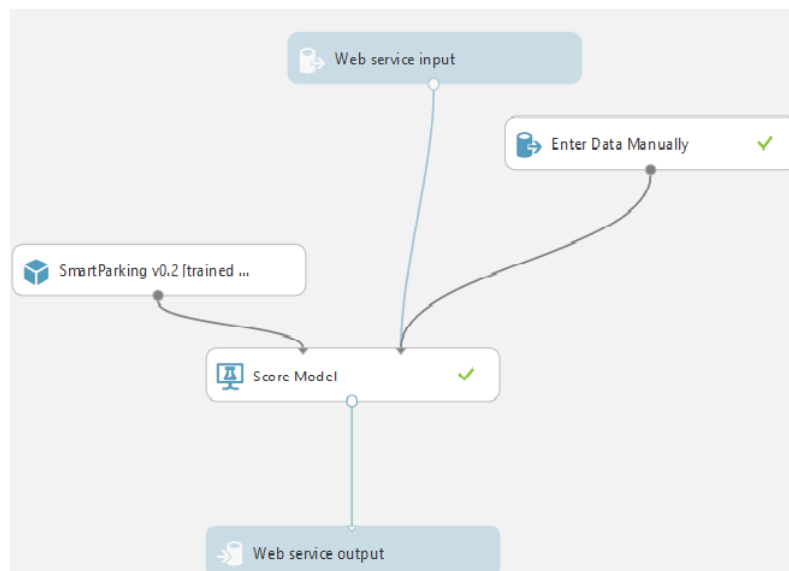 Web service input
Enter Data Manually
SmartParking v0.2 [trained ...
Score Model
Web service output